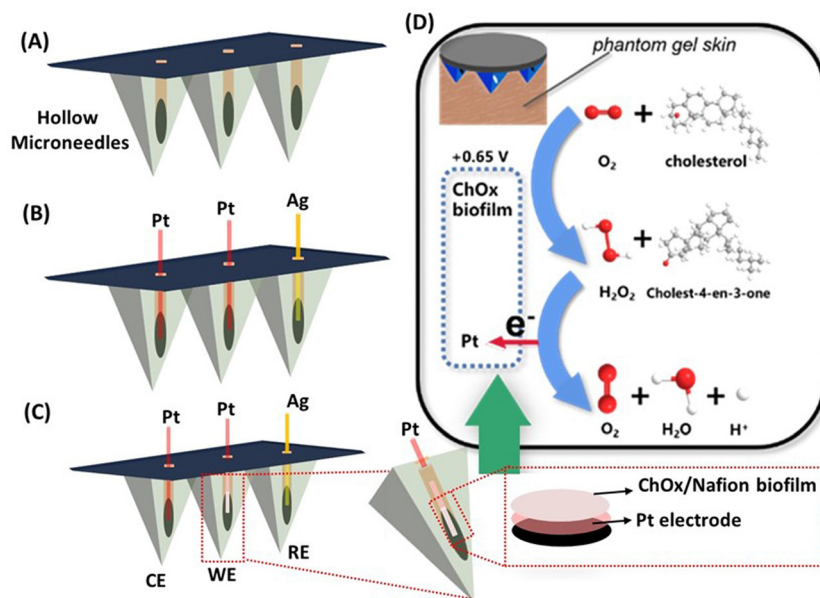 (A)
Hollow
Microneedles
(B)
Pt Pt Ag
(C)
Pt Pt Ag
CE WE RE
Pt
(D)
phantom gel skin
O₂ + cholesterol
+0.65 V
ChOx
biofilm
H₂O₂ + Cholest-4-en-3-one
e⁻
Pt
O₂ + H₂O + H⁺
ChOx/Nafion biofilm
Pt electrode